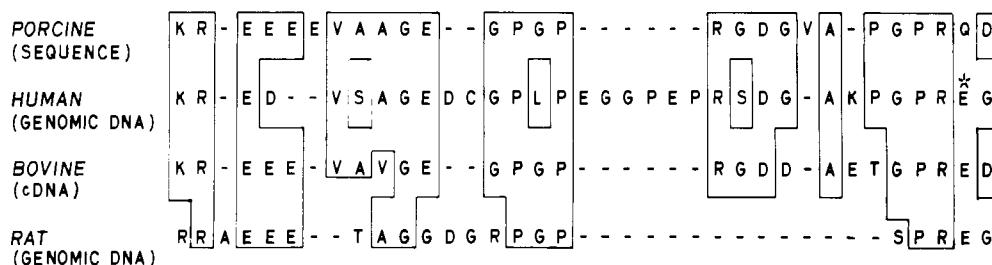 PORCINE K R - E E E E V A A G E - - G P G P - - - - - - R G D G V A - P G P R Q D
(SEQUENCE)
HUMAN K R - E D - - V S A G E D C G P L P E G G P E P R S D G - A K P G P R E* G
(GENOMIC DNA)
BOVINE K R - E E E - V A V G E - - G P G P - - - - - - R G D D - A E T G P R E D
(cDNA)
RAT R R A E E E - - T A G G D G R P G P - - - - - - - - - - - - - - S P R E G
(GENOMIC DNA)